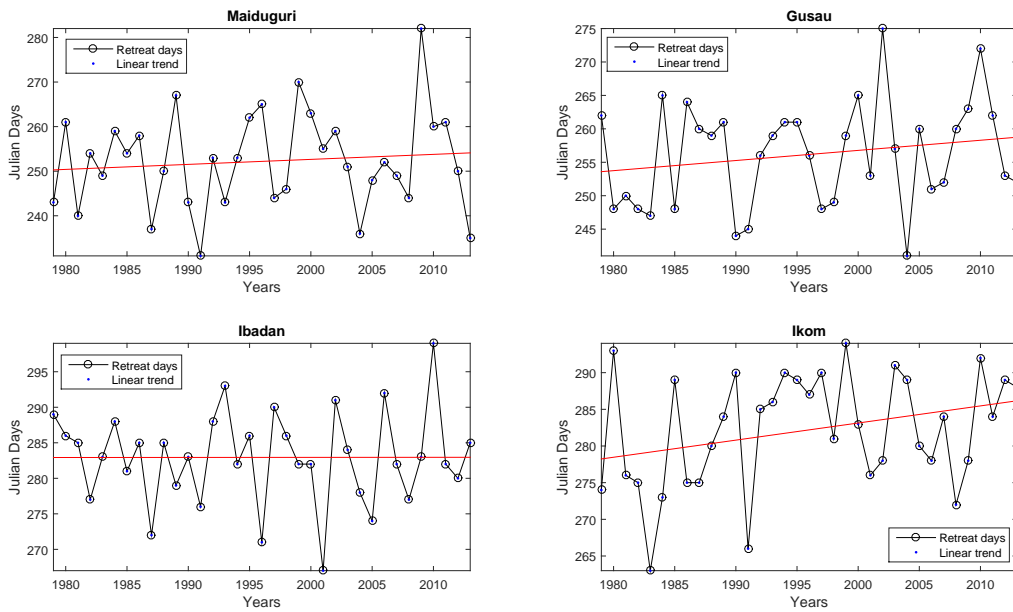 Maiduguri
Retreat days
Linear trend
Julian Days
280
270
260
250
240
1980 1985 1990 1995 2000 2005 2010
Years
Gusau
Retreat days
Linear trend
Julian Days
275
270
265
260
255
250
245
1980 1985 1990 1995 2000 2005 2010
Years
Ibadan
Retreat days
Linear trend
Julian Days
295
290
285
280
275
270
1980 1985 1990 1995 2000 2005 2010
Years
Ikom
Julian Days
290
285
280
275
270
265
Retreat days
Linear trend
1980 1985 1990 1995 2000 2005 2010
Years